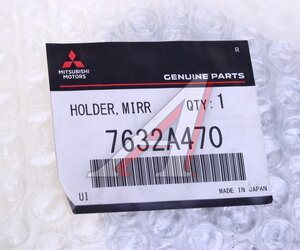 R
MITSUBISHI
MOTORS
GENUINE PARTS
HOLDER,MIRR QTY:1
7632A470
UI MADE IN JAPAN